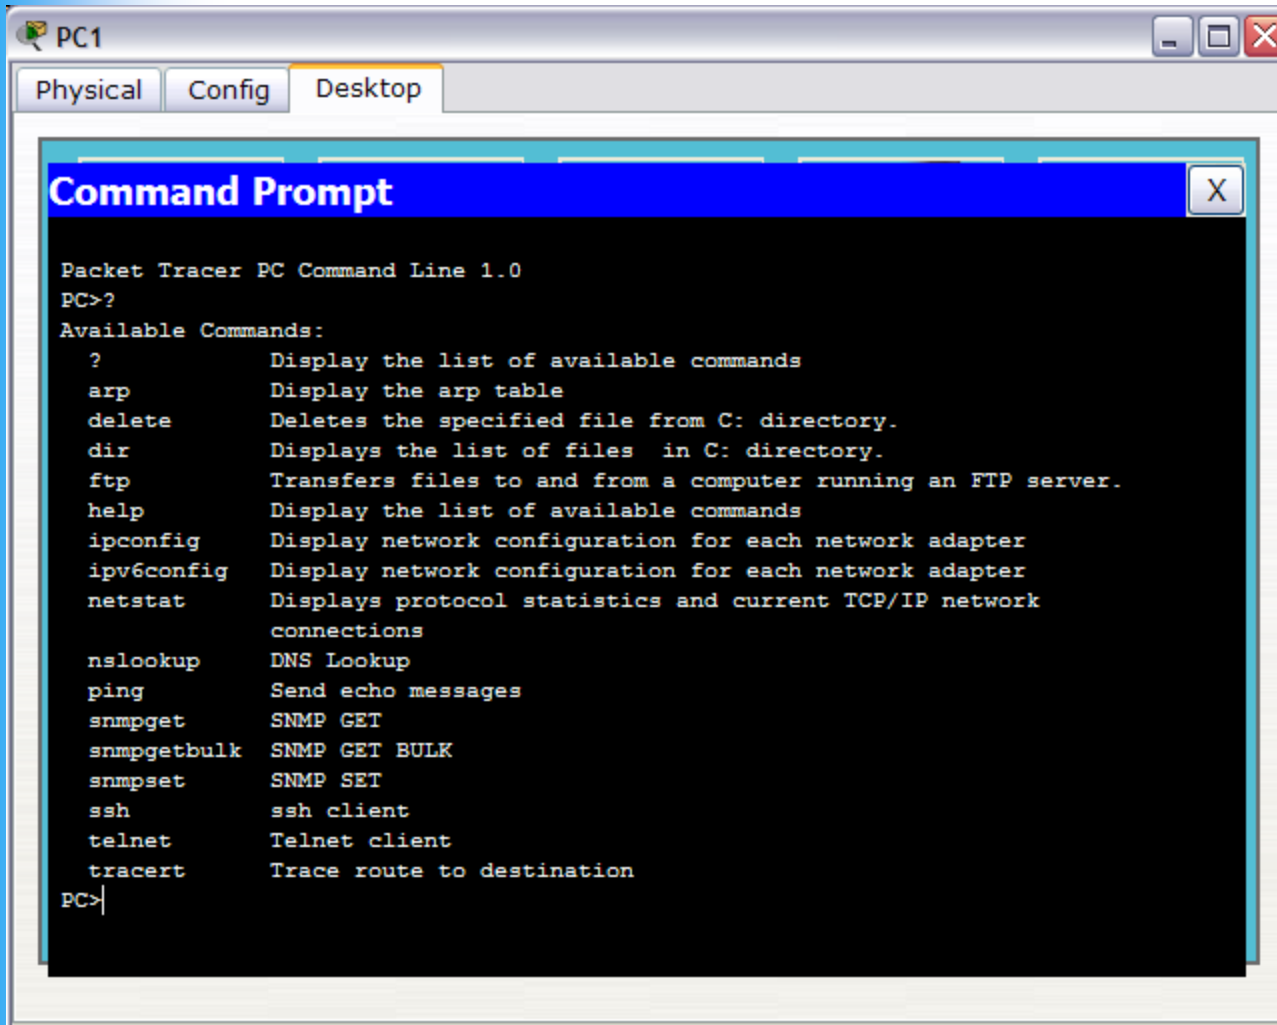 PC1
Physical Config Desktop
Command Prompt
X
Packet Tracer PC Command Line 1.0
PC>?
Available Commands:
? Display the list of available commands
arp Display the arp table
delete Deletes the specified file from C: directory.
dir Displays the list of files  in C: directory.
ftp Transfers files to and from a computer running an FTP server.
help Display the list of available commands
ipconfig Display network configuration for each network adapter
ipv6config Display network configuration for each network adapter
netstat Displays protocol statistics and current TCP/IP network
connections
nslookup DNS Lookup
ping Send echo messages
snmpget SNMP GET
snmpgetbulk SNMP GET BULK
snmpset SNMP SET
ssh ssh client
telnet Telnet client
tracert Trace route to destination
PC>